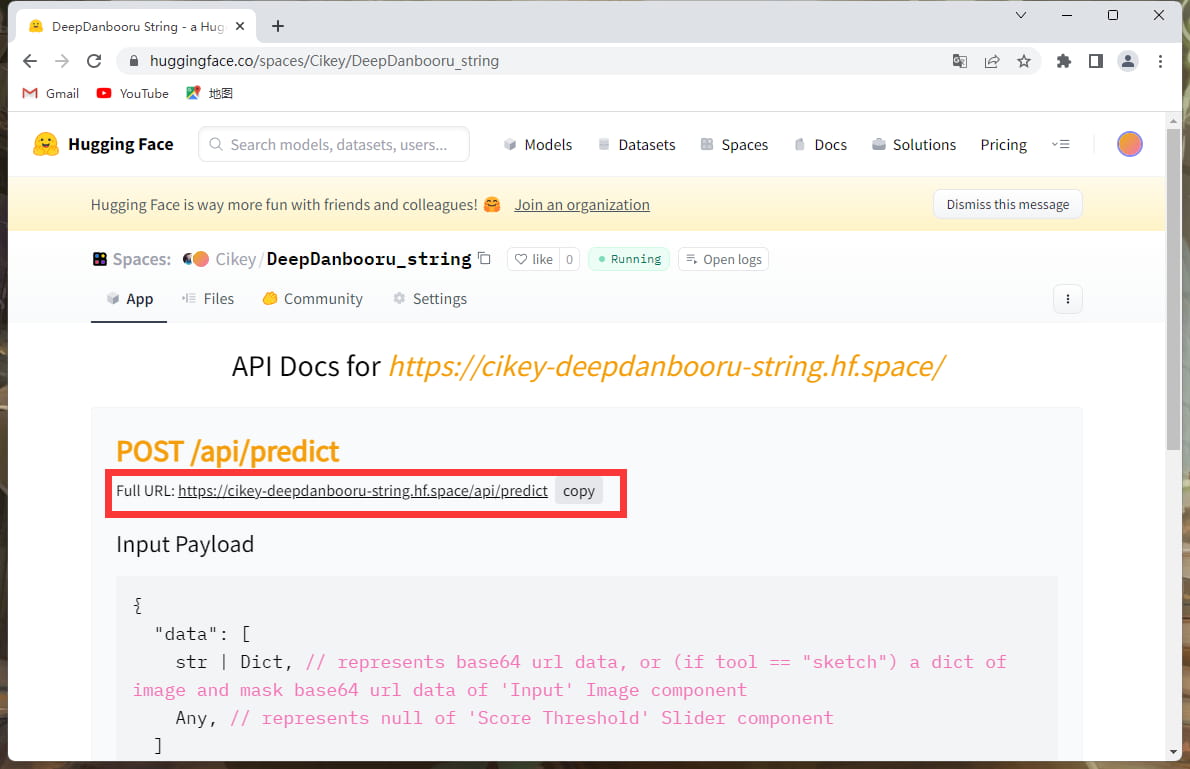 DeepDanbooru String - a Hug
huggingface.co/spaces/Cikey/DeepDanbooru_string
Gmail YouTube 地图
Hugging Face Search models, datasets, users... Models Datasets Spaces Docs Solutions Pricing
Hugging Face is way more fun with friends and colleagues! 🤗 Join an organization Dismiss this message
Spaces: Cikey/DeepDanbooru_string like 0 Running Open logs
App Files Community Settings
API Docs for https://cikey-deepdanbooru-string.hf.space/
POST /api/predict
Full URL: https://cikey-deepdanbooru-string.hf.space/api/predict copy
Input Payload
{
"data": [
str | Dict, // represents base64 url data, or (if tool == "sketch") a dict of
image and mask base64 url data of 'Input' Image component
Any, // represents null of 'Score Threshold' Slider component
]